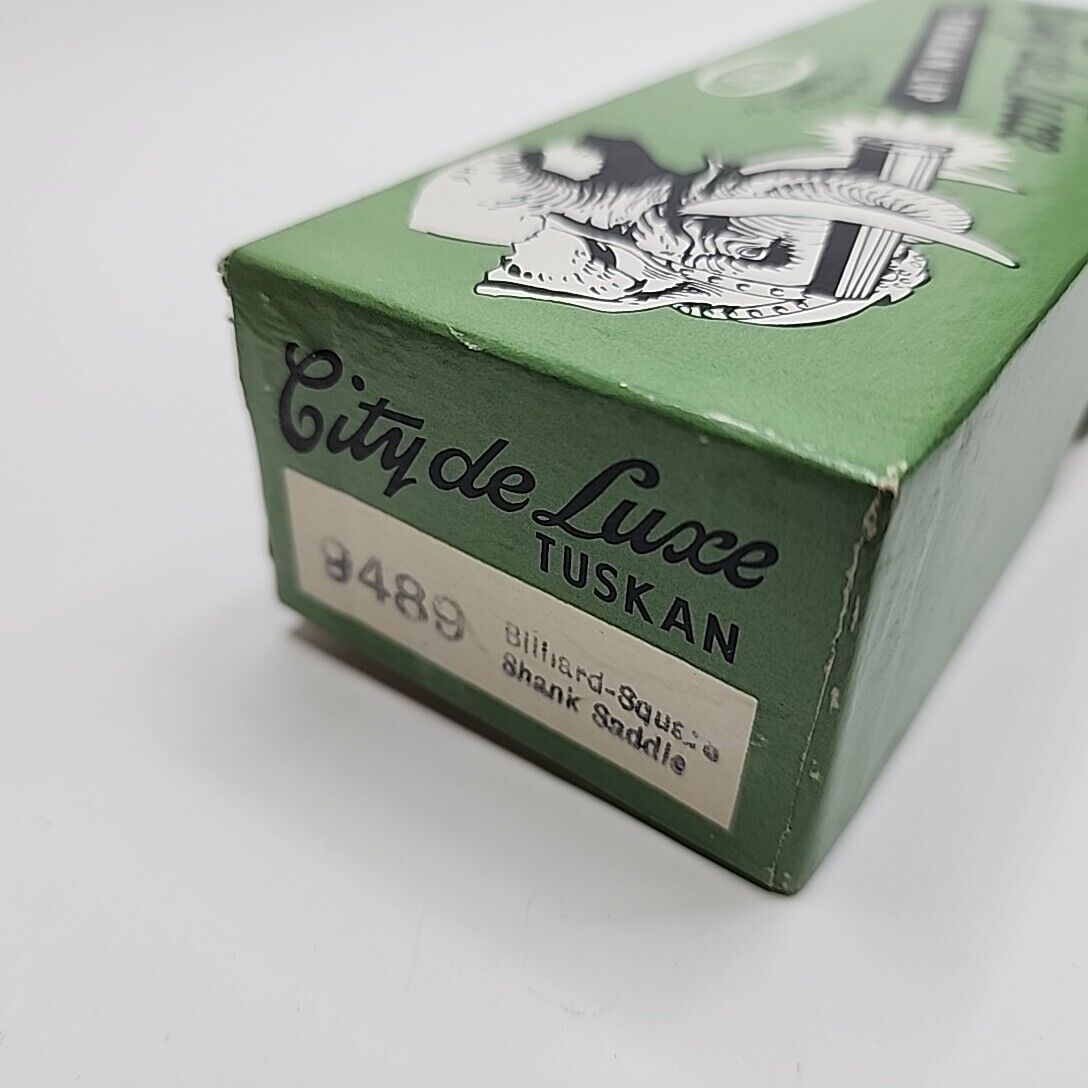 City de Luxe
TUSKAN
9489
Billiard-Square
Shank Saddle